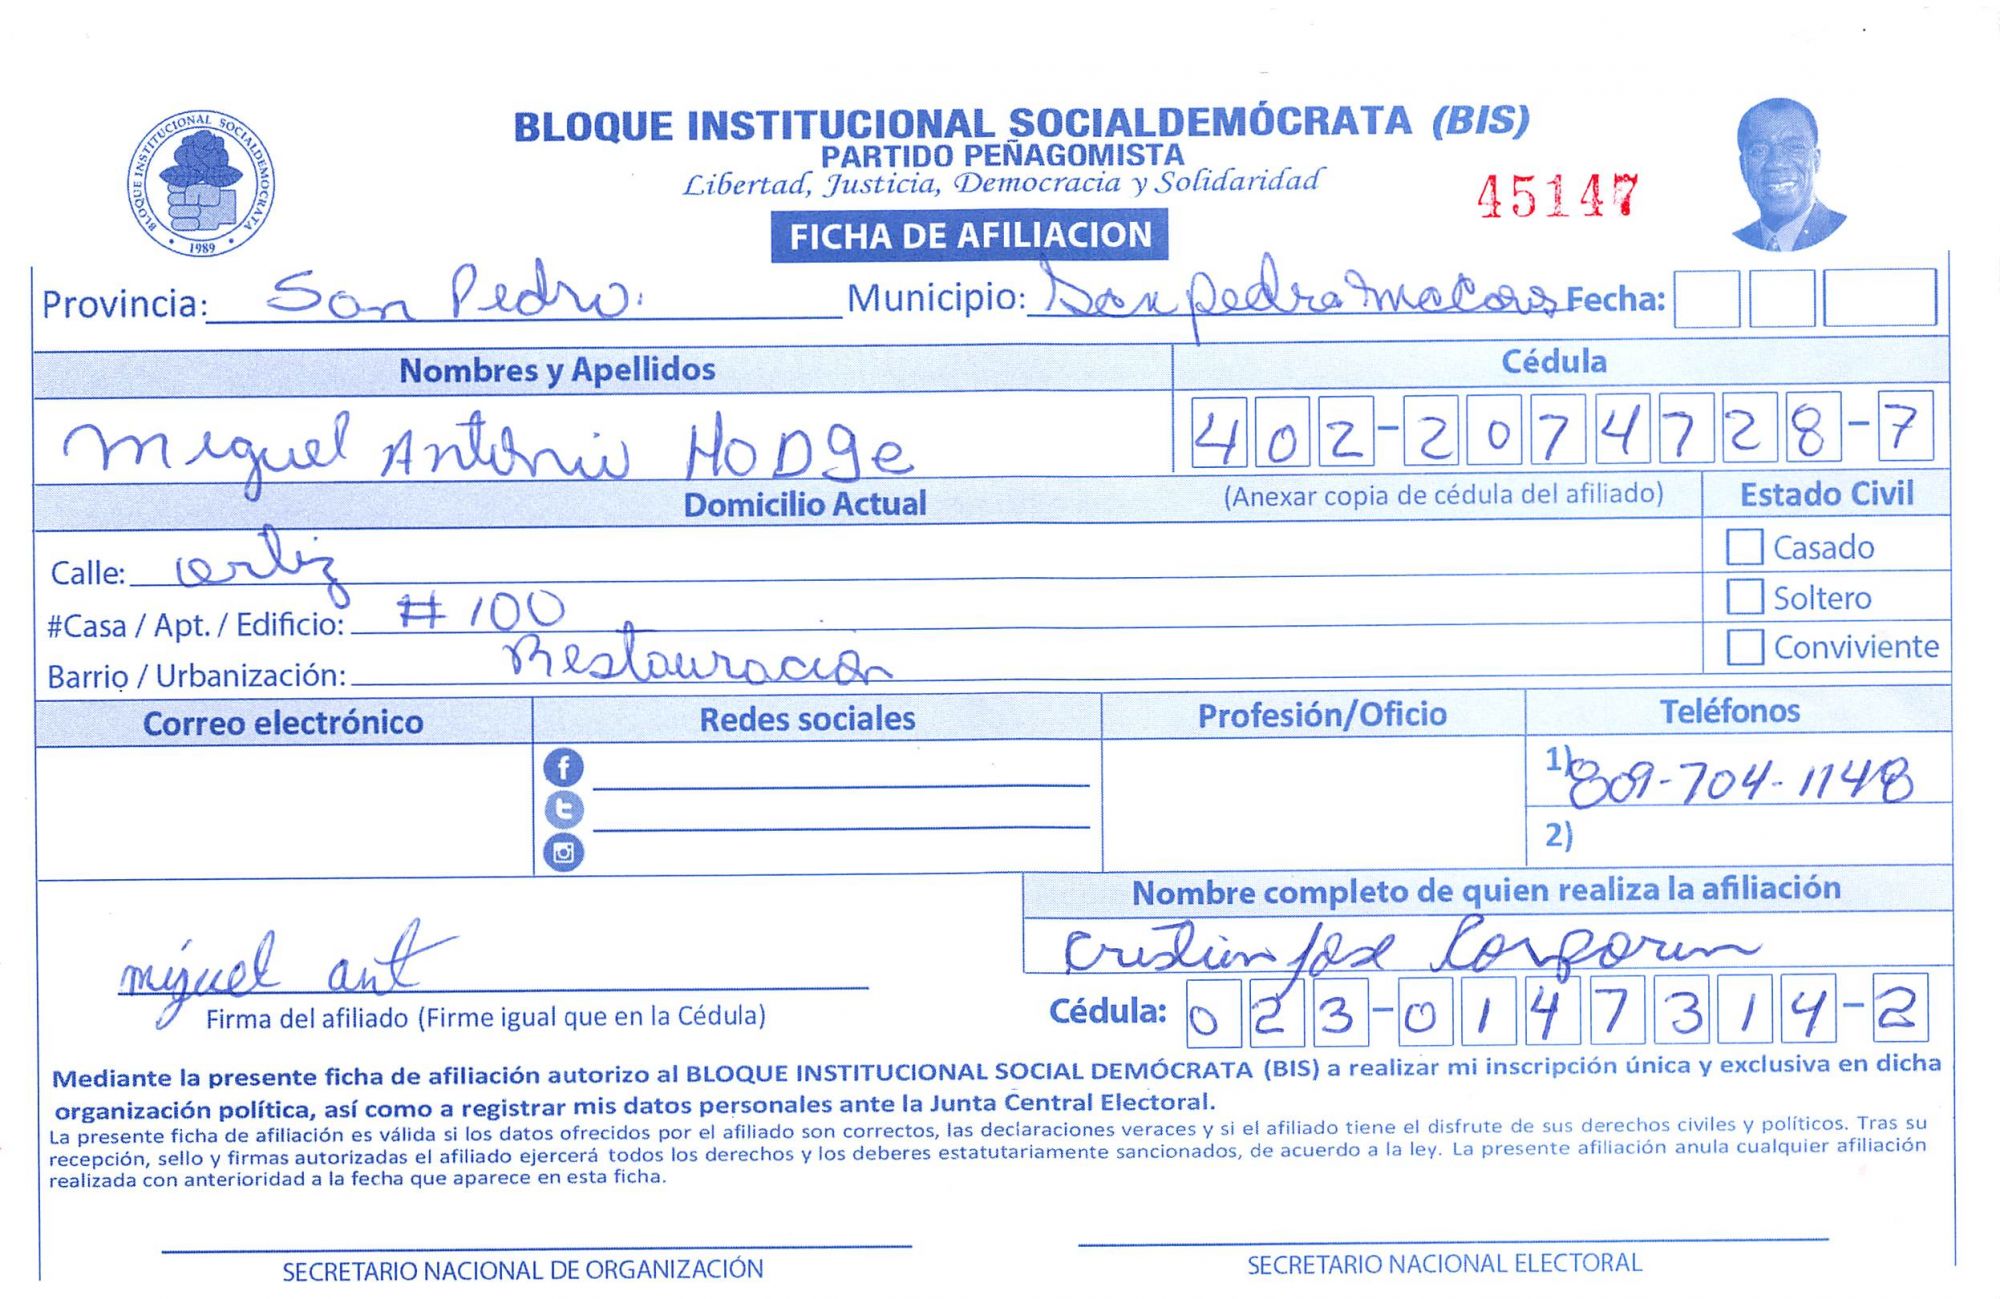 BLOQUE INSTITUCIONAL SOCIALDEMOCRATA
1989
BLOQUE INSTITUCIONAL SOCIALDEMÓCRATA (BIS)
PARTIDO PEÑAGOMISTA
Libertad, Justicia, Democracia y Solidaridad
45147
FICHA DE AFILIACION
Provincia: San Pedro Municipio: San pedra Macoris Fecha:
Nombres y Apellidos Cédula
Miguel Antonio HODge 402-2074728-7
Domicilio Actual (Anexar copia de cédula del afiliado) Estado Civil
Calle: ortiz Casado
#Casa / Apt. / Edificio: # 100 Soltero
Barrio / Urbanización: Restauracion Conviviente
Correo electrónico Redes sociales Profesión/Oficio Teléfonos
1) 809-704-1148
2)
Nombre completo de quien realiza la afiliación
Cristian Jose Corporan
miguel ant
Firma del afiliado (Firme igual que en la Cédula) Cédula: 023-0147314-2
Mediante la presente ficha de afiliación autorizo al BLOQUE INSTITUCIONAL SOCIAL DEMÓCRATA (BIS) a realizar mi inscripción única y exclusiva en dicha
organización política, así como a registrar mis datos personales ante la Junta Central Electoral.
La presente ficha de afiliación es válida si los datos ofrecidos por el afiliado son correctos, las declaraciones veraces y si el afiliado tiene el disfrute de sus derechos civiles y políticos. Tras su
recepción, sello y firmas autorizadas el afiliado ejercerá todos los derechos y los deberes estatutariamente sancionados, de acuerdo a la ley. La presente afiliación anula cualquier afiliación
realizada con anterioridad a la fecha que aparece en esta ficha.
SECRETARIO NACIONAL DE ORGANIZACIÓN SECRETARIO NACIONAL ELECTORAL